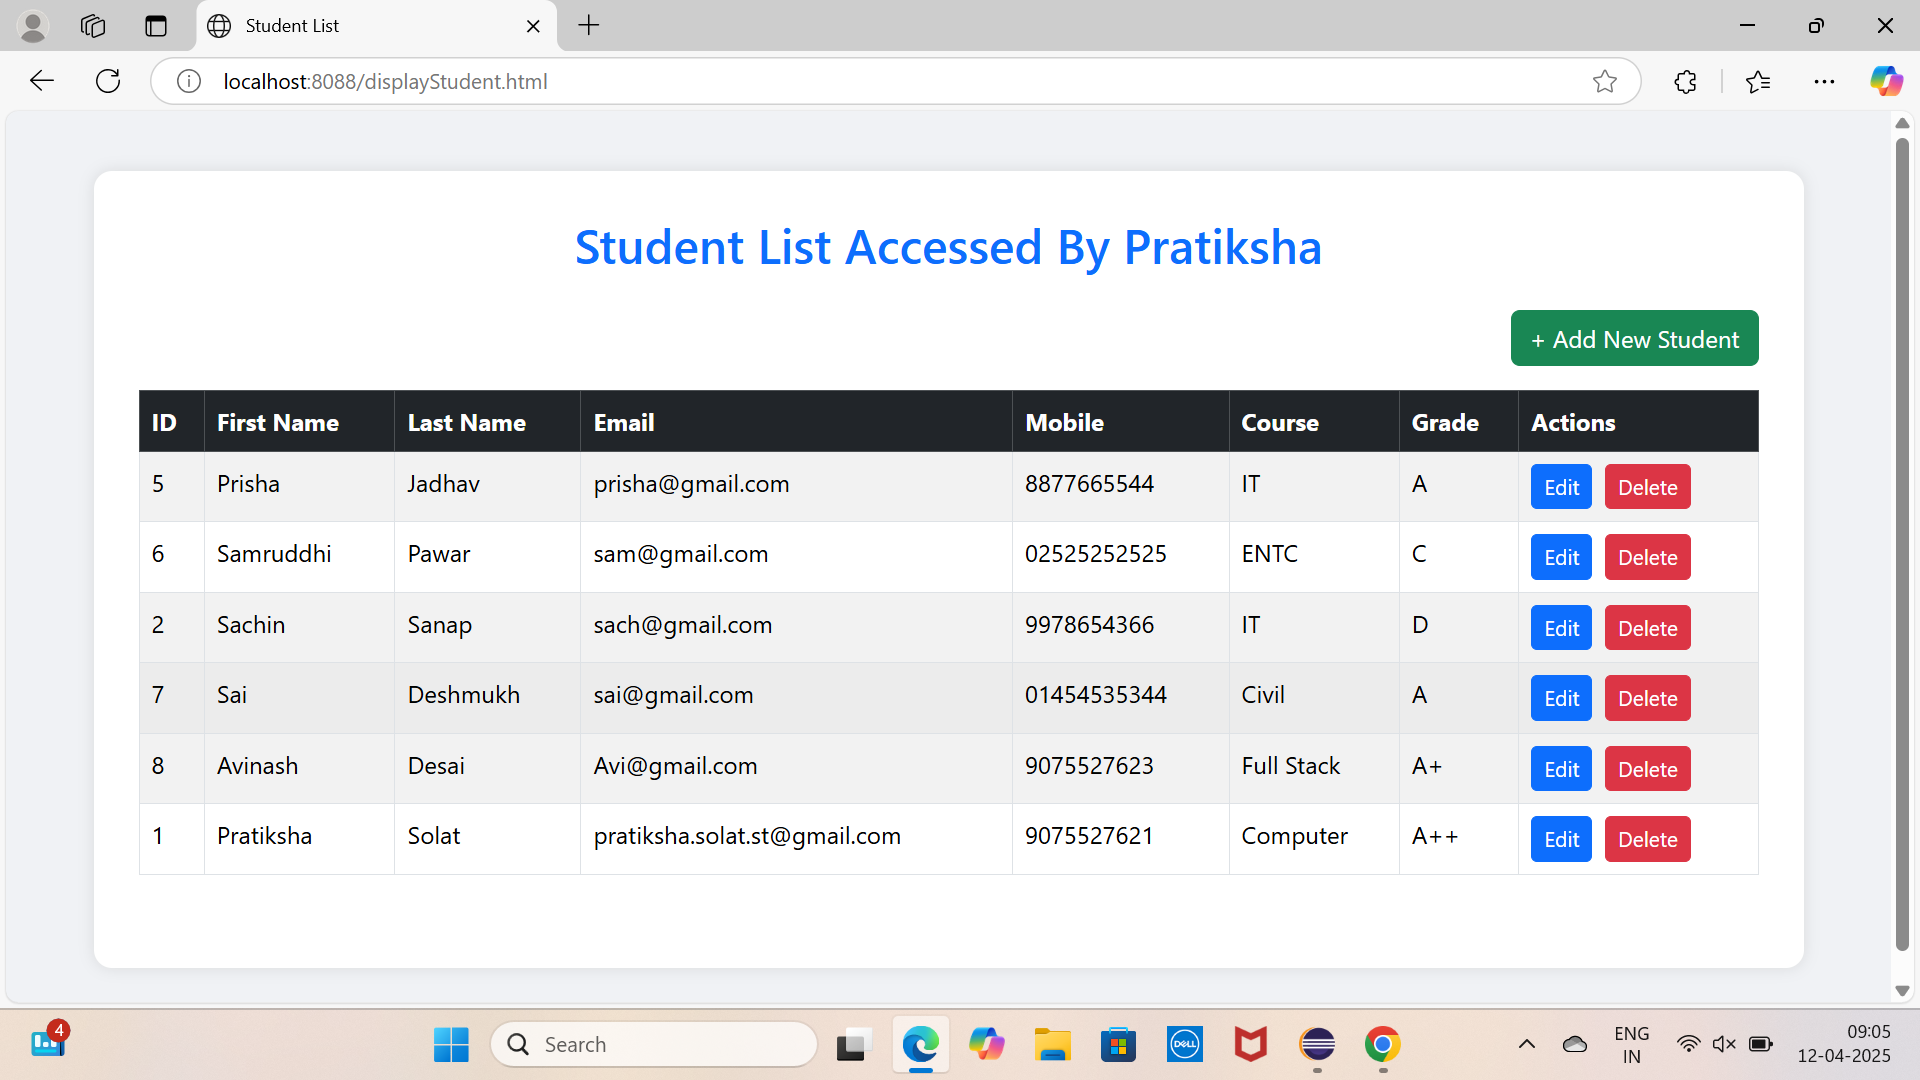 Student List
localhost:8088/displayStudent.html
Student List Accessed By Pratiksha
+ Add New Student
ID First Name Last Name Email Mobile Course Grade Actions
5 Prisha Jadhav prisha@gmail.com 8877665544 IT A Edit Delete
6 Samruddhi Pawar sam@gmail.com 02525252525 ENTC C Edit Delete
2 Sachin Sanap sach@gmail.com 9978654366 IT D Edit Delete
7 Sai Deshmukh sai@gmail.com 01454535344 Civil A Edit Delete
8 Avinash Desai Avi@gmail.com 9075527623 Full Stack A+ Edit Delete
1 Pratiksha Solat pratiksha.solat.st@gmail.com 9075527621 Computer A++ Edit Delete
4
Search
DELL
ENG
IN
09:05
12-04-2025